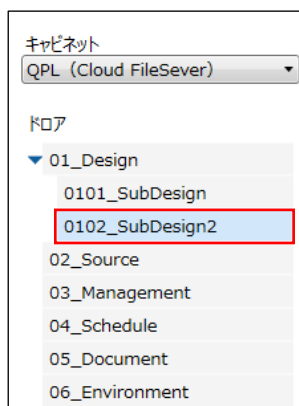 キャビネット
QPL（Cloud FileSever）
ドロア
01_Design
0101_SubDesign
0102_SubDesign2
02_Source
03_Management
04_Schedule
05_Document
06_Environment